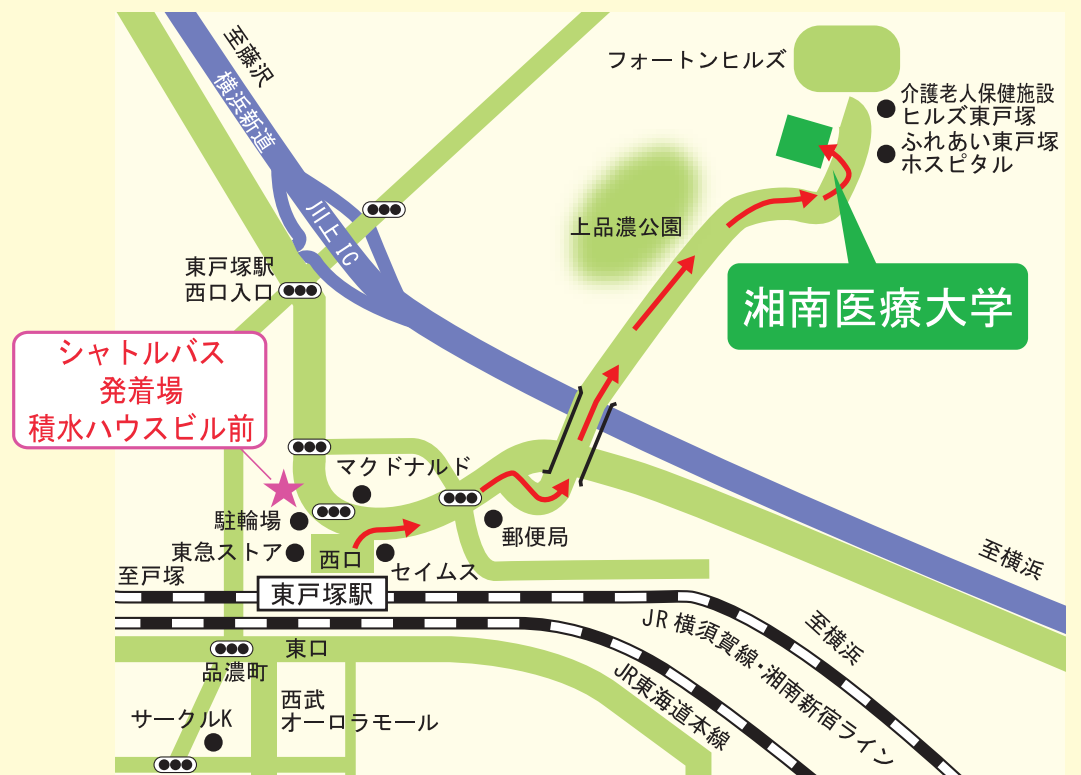 フォートンヒルズ
介護老人保健施設
ヒルズ東戸塚
ふれあい東戸塚
ホスピタル
至藤沢
横浜新道
川上IC
上品濃公園
東戸塚駅
西口入口
湘南医療大学
シャトルバス
発着場
積水ハウスビル前
マクドナルド
駐輪場
郵便局
東急ストア
西口
セイムス
至戸塚
東戸塚駅
至横浜
至横浜
JR横須賀線・湘南新宿ライン
JR東海道本線
東口
品濃町
西武
オーロラモール
サークルK